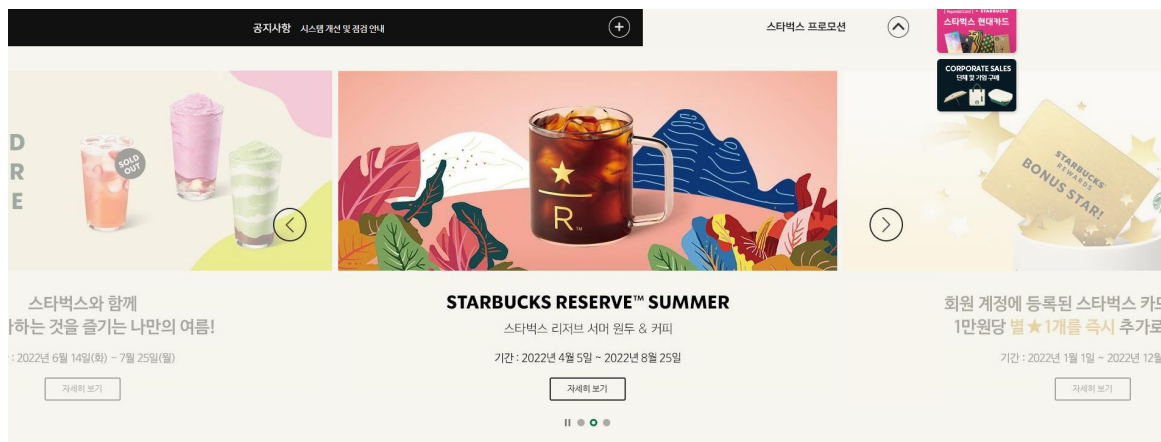 공지사항 시스템 개선 및 점검 안내
스타벅스 프로모션
스타벅스 현대카드
CORPORATE SALES
단체 및 기업 구매
D
R
E
SOLD
OUT
R
STARBUCKS
REWARDS
BONUS STAR!
스타벅스와 함께
하는 것을 즐기는 나만의 여름!
: 2022년 6월 14일(화) ~ 7월 25일(월)
자세히 보기
STARBUCKS RESERVE™ SUMMER
스타벅스 리저브 서머 원두 & 커피
기간 : 2022년 4월 5일 ~ 2022년 8월 25일
자세히 보기
회원 계정에 등록된 스타벅스 카드
1만원당 별★1개를 즉시 추가로
기간 : 2022년 1월 1일 ~ 2022년 12월
자세히 보기